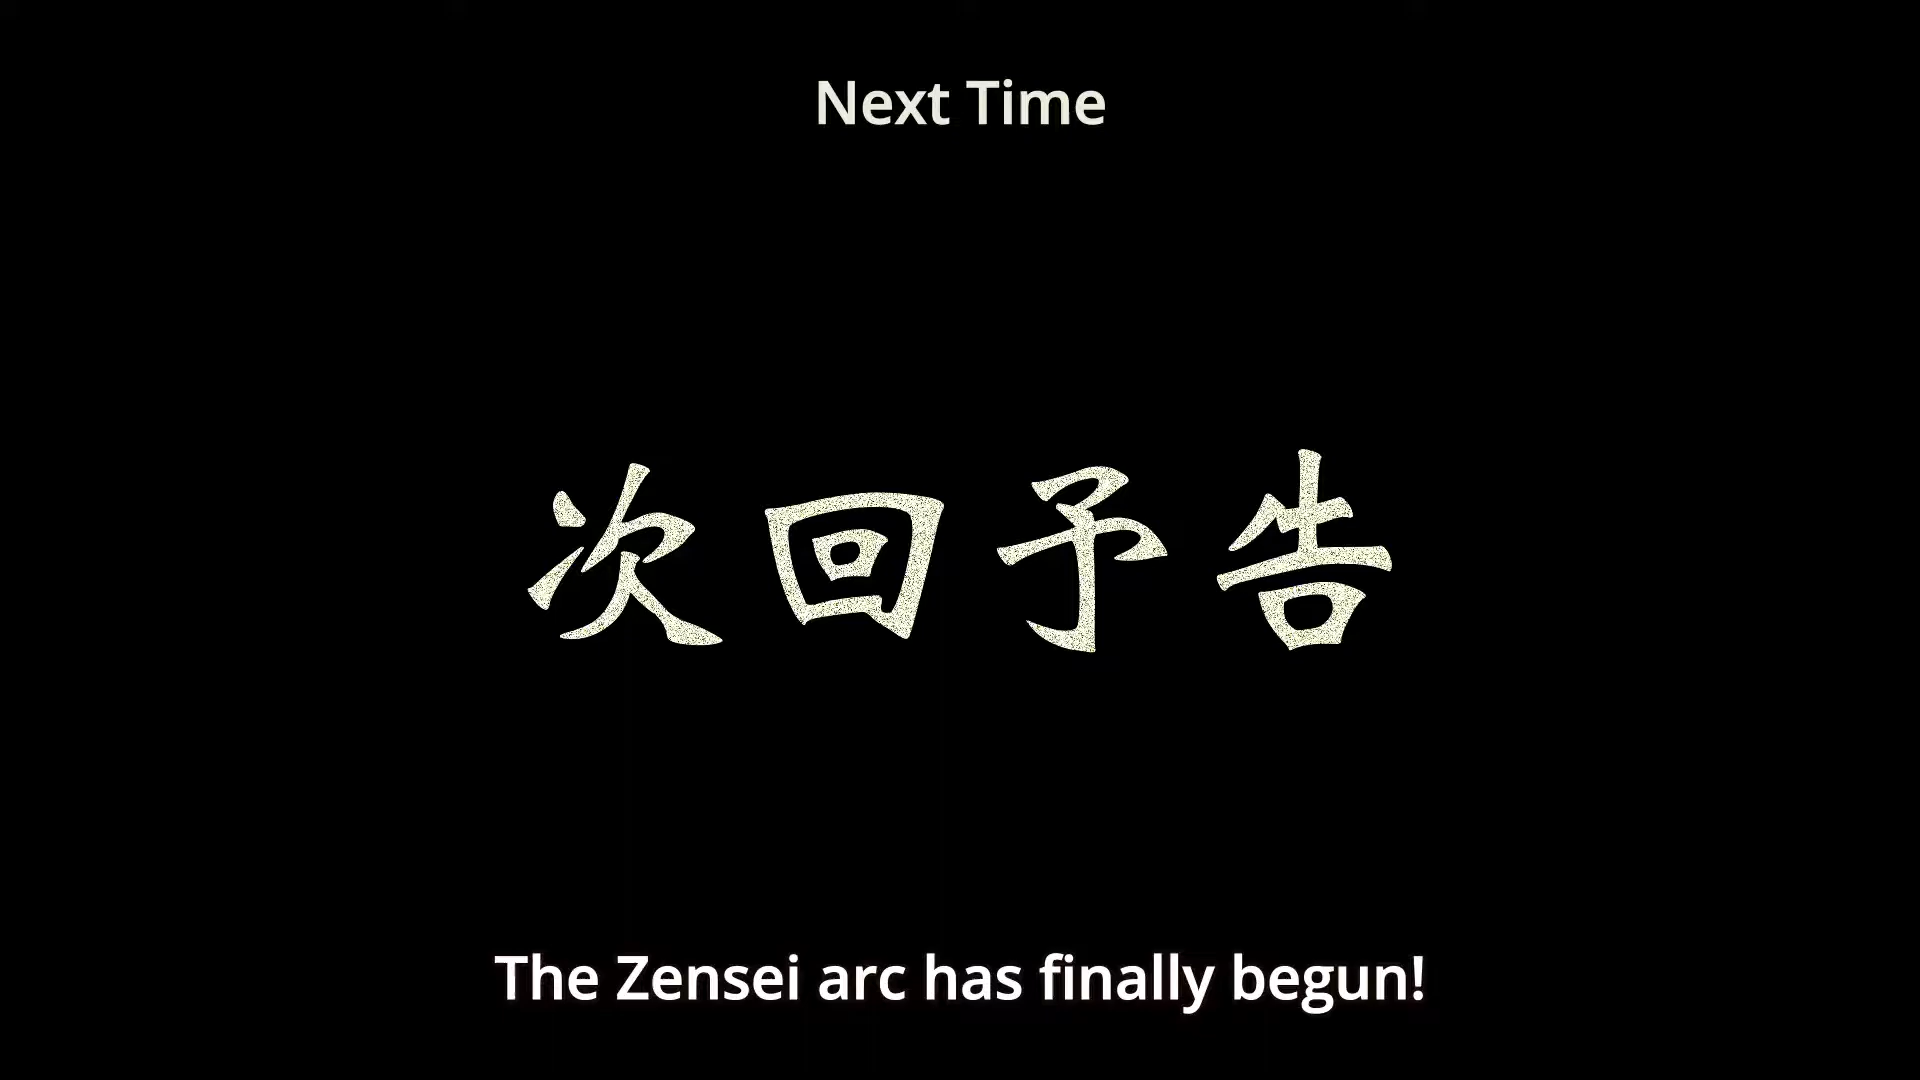 Next Time
次回予告
The Zensei arc has finally begun!